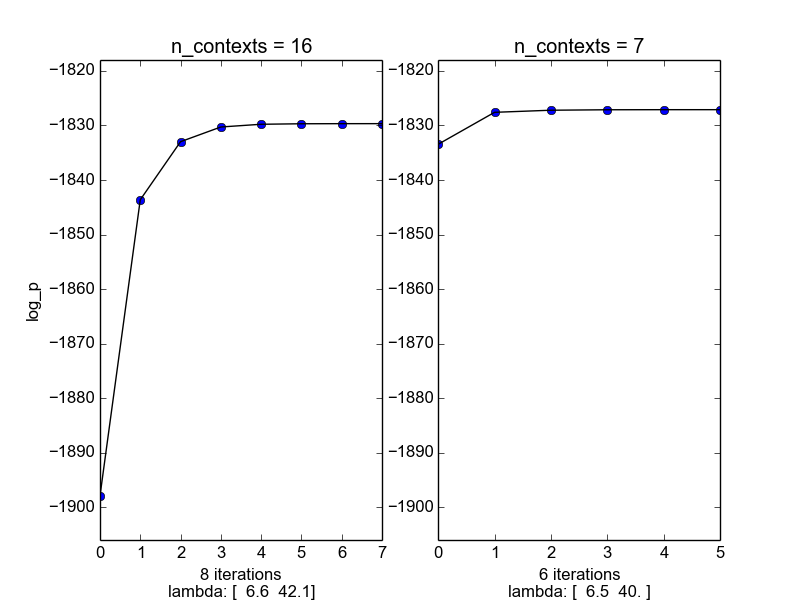 n_contexts = 16
n_contexts = 7
log_p
−1820
−1830
−1840
−1850
−1860
−1870
−1880
−1890
−1900
0 1 2 3 4 5 6 7
8 iterations
lambda: [  6.6  42.1]
−1820
−1830
−1840
−1850
−1860
−1870
−1880
−1890
−1900
0 1 2 3 4 5
6 iterations
lambda: [  6.5  40. ]